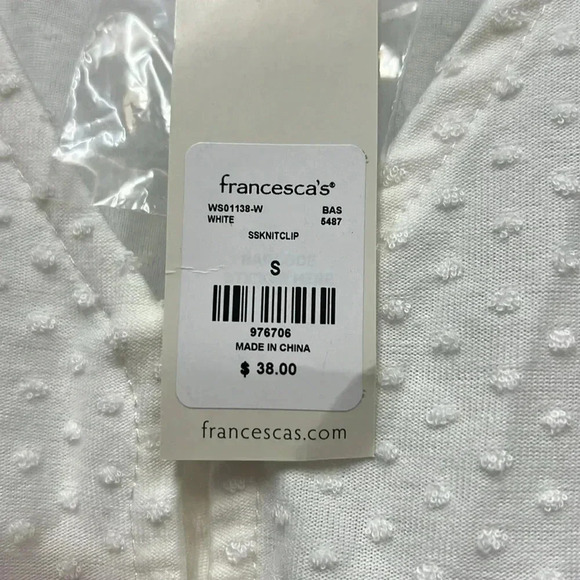 francesca's®
WS01138-W BAS
WHITE 5487
SSKNITCLIP
S
976706
MADE IN CHINA
$ 38.00
francescas.com